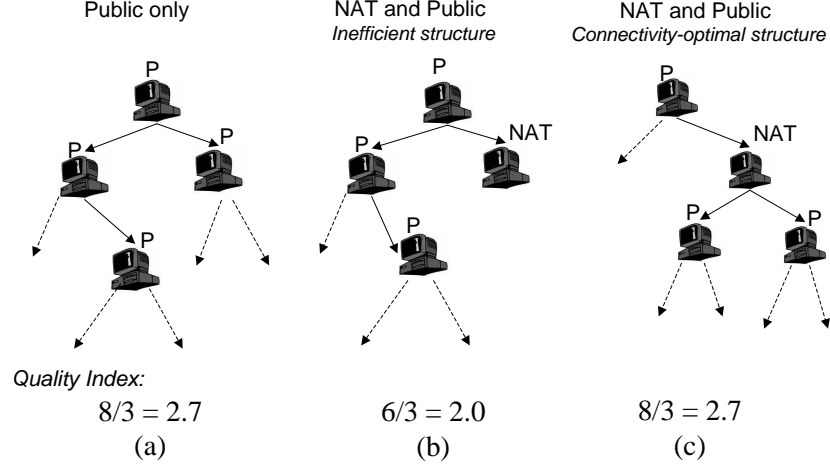 Public only
NAT and Public
Inefficient structure
NAT and Public
Connectivity-optimal structure
P
P
P
P
P
P
NAT
P
P
NAT
P
P
Quality Index:
8/3 = 2.7
6/3 = 2.0
8/3 = 2.7
(a)
(b)
(c)